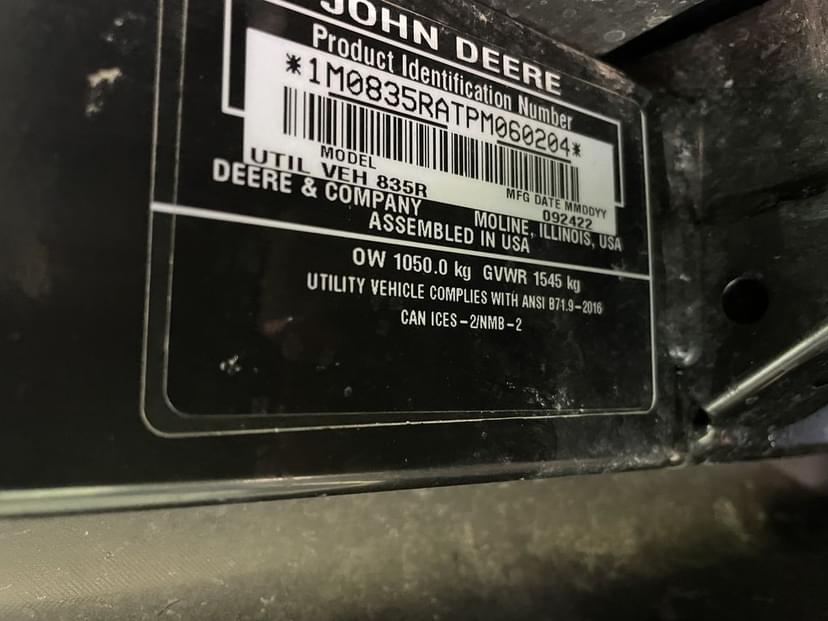 JOHN DEERE
Product Identification Number
*1M0835RATPM060204*
MODEL
UTIL VEH 835R
MFG DATE MMDDYY
092422
DEERE & COMPANY
MOLINE, ILLINOIS, USA
ASSEMBLED IN USA
OW 1050.0 kg GVWR 1545 kg
UTILITY VEHICLE COMPLIES WITH ANSI B71.9-2016
CAN ICES-2/NMB-2